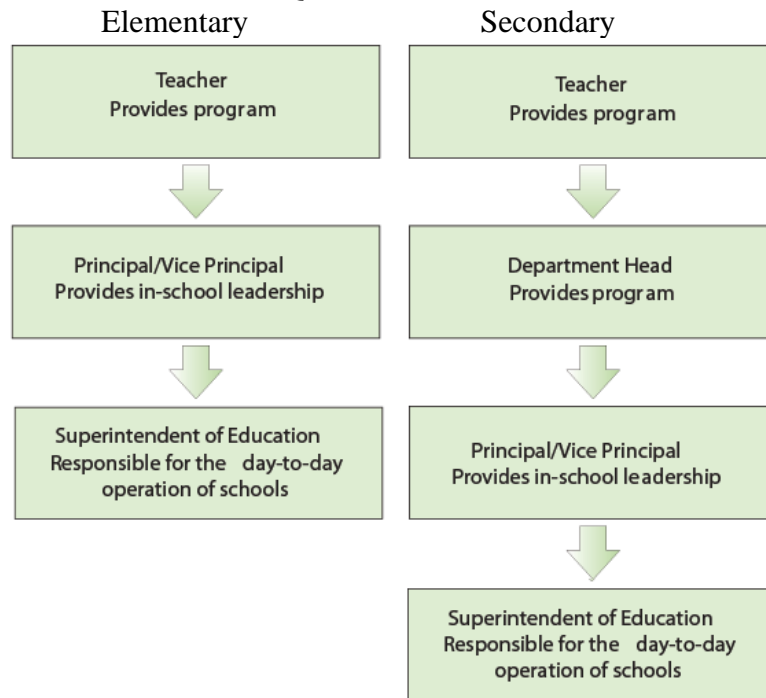 Elementary
Teacher
Provides program
Principal/Vice Principal
Provides in-school leadership
Superintendent of Education
Responsible for the day-to-day
operation of schools
Secondary
Teacher
Provides program
Department Head
Provides program
Principal/Vice Principal
Provides in-school leadership
Superintendent of Education
Responsible for the day-to-day
operation of schools